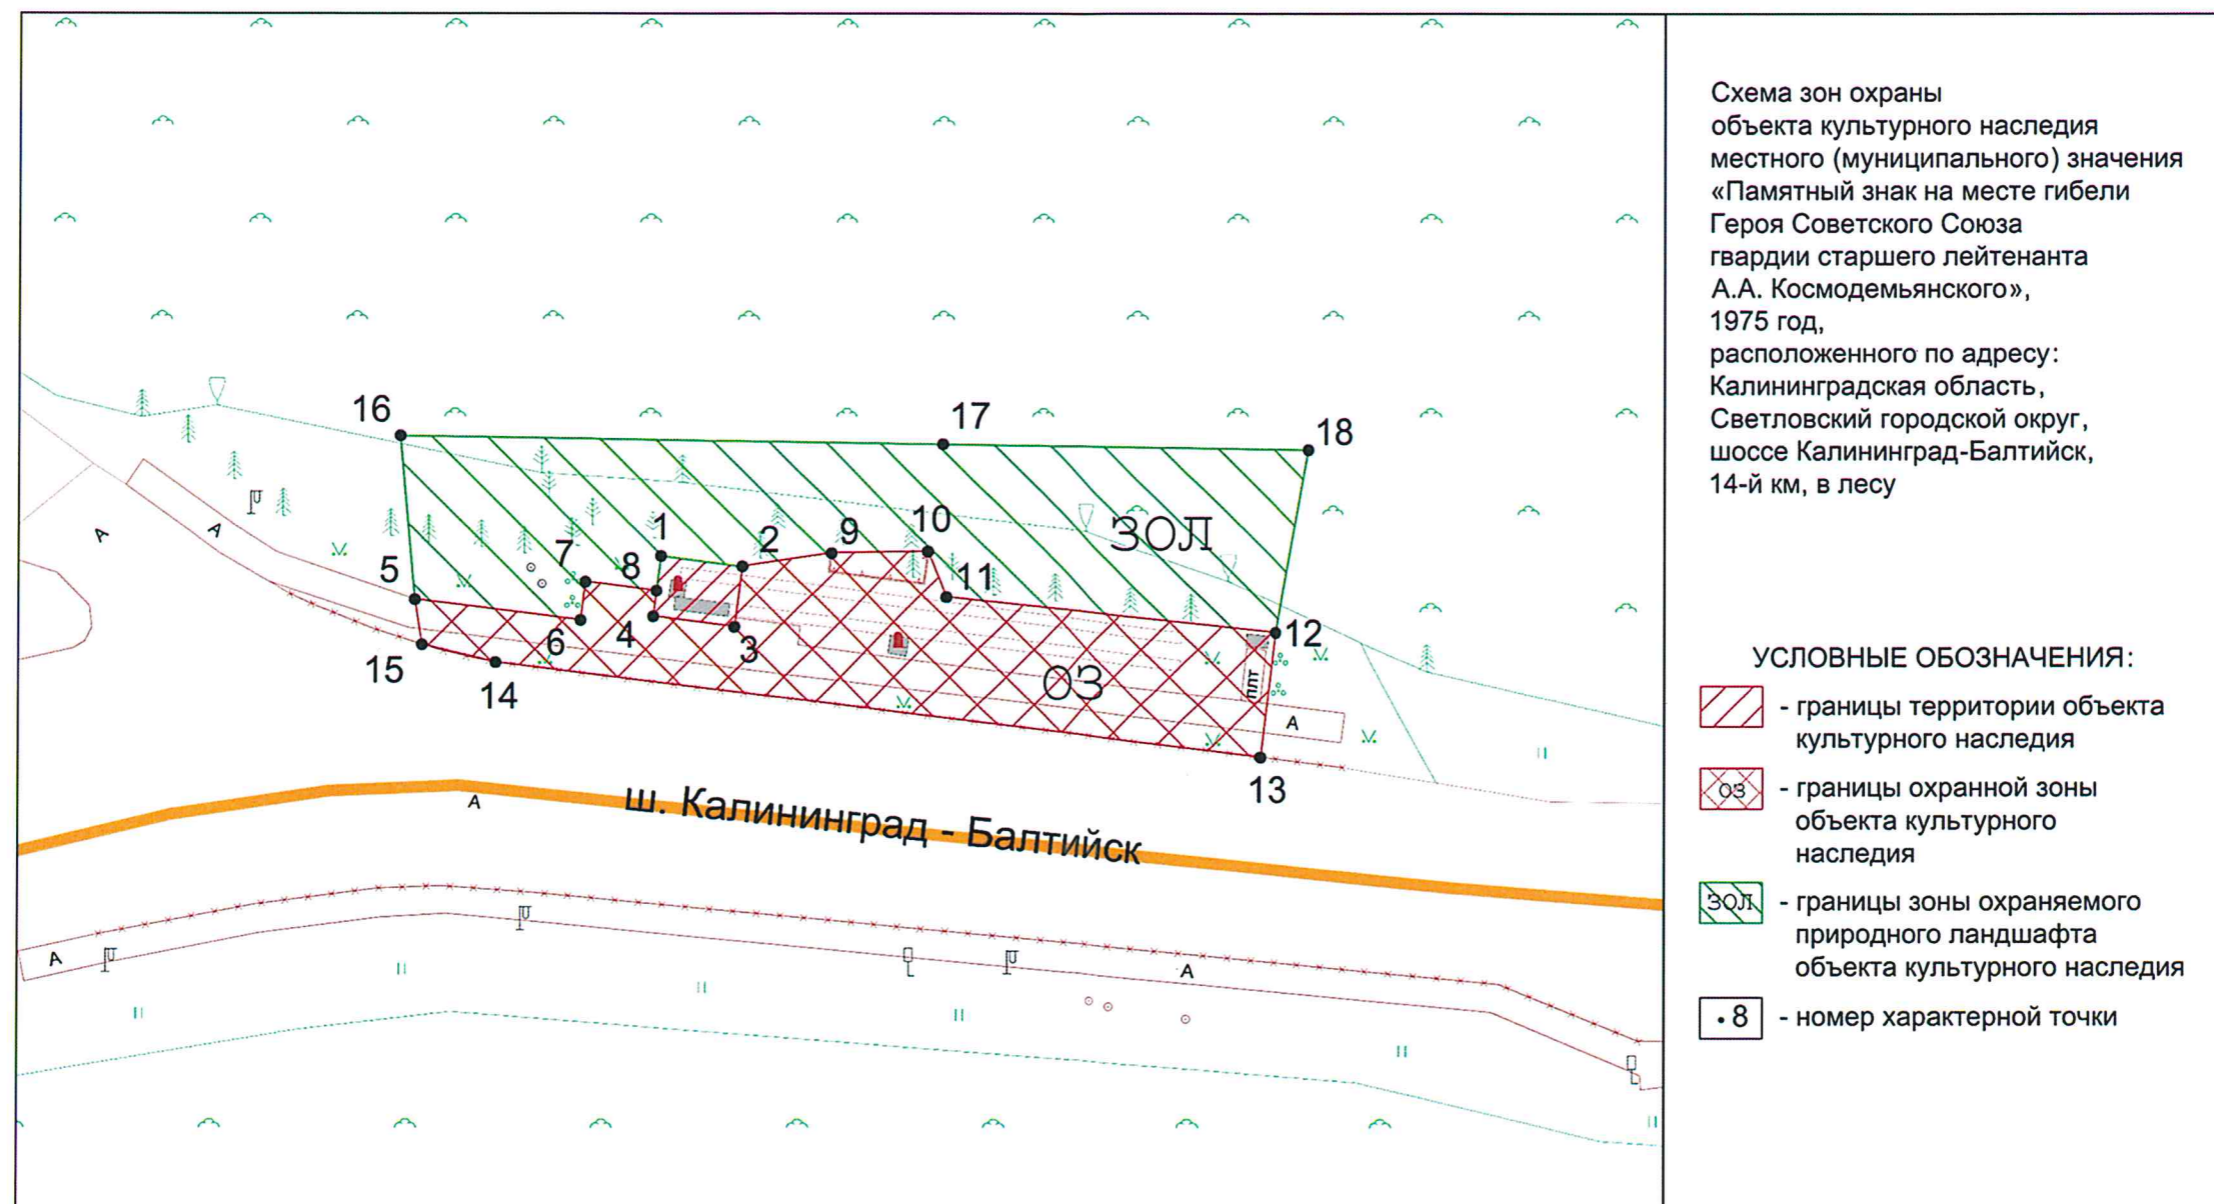 Схема зон охраны
объекта культурного наследия
местного (муниципального) значения
«Памятный знак на месте гибели
Героя Советского Союза
гвардии старшего лейтенанта
А.А. Космодемьянского»,
1975 год,
расположенного по адресу:
Калининградская область,
Светловский городской округ,
шоссе Калининград-Балтийск,
14-й км, в лесу
УСЛОВНЫЕ ОБОЗНАЧЕНИЯ:
- границы территории объекта
культурного наследия
ОЗ - границы охранной зоны
объекта культурного
наследия
ЗОЛ - границы зоны охраняемого
природного ландшафта
объекта культурного наследия
• 8 - номер характерной точки
16
17
18
ЗОЛ
1
2
9
10
7
8
5
11
6
4
3
12
15
14
ОЗ
плт
13
А
А
А
А
ш. Калининград - Балтийск
А
А